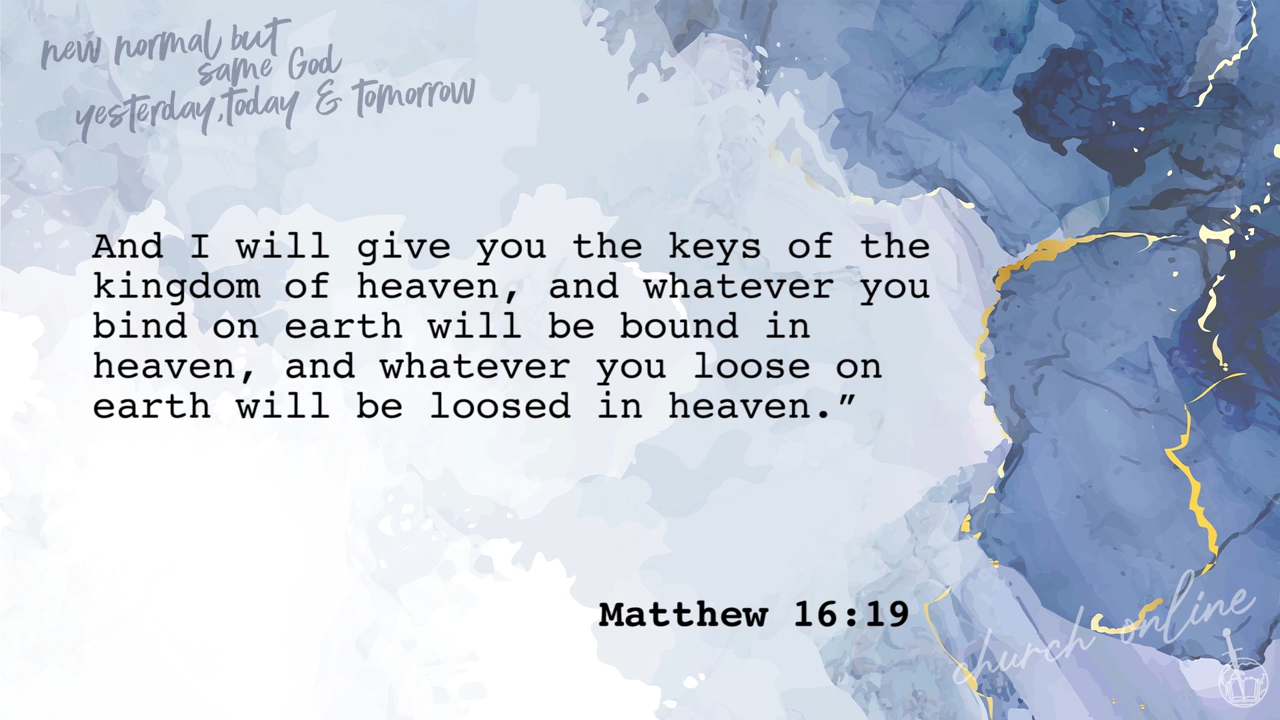 new normal but
same God
yesterday, today & tomorrow
And I will give you the keys of the
kingdom of heaven, and whatever you
bind on earth will be bound in
heaven, and whatever you loose on
earth will be loosed in heaven.”
Matthew 16:19
church online